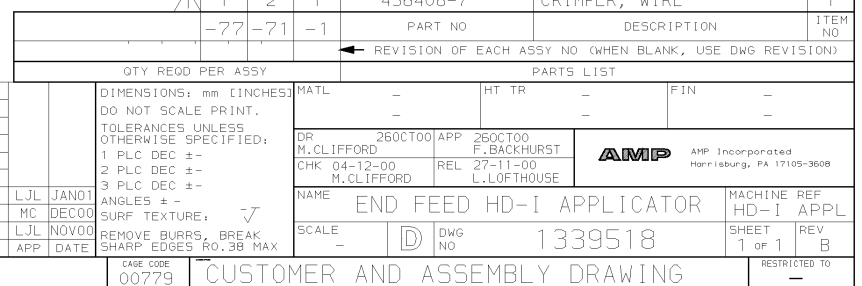 1 2 1 456406-7 CRIMPER, WIRE 1
-77 -71 -1 PART NO DESCRIPTION ITEM NO
REVISION OF EACH ASSY NO (WHEN BLANK, USE DWG REVISION)
QTY REQD PER ASSY PARTS LIST
DIMENSIONS: mm [INCHES]
DO NOT SCALE PRINT.
TOLERANCES UNLESS
OTHERWISE SPECIFIED:
1 PLC DEC ±-
2 PLC DEC ±-
3 PLC DEC ±-
ANGLES ± -
SURF TEXTURE: -
REMOVE BURRS, BREAK
SHARP EDGES R0.38 MAX
MATL - HT TR - FIN -
- - -
DR 26OCT00 APP 26OCT00
M.CLIFFORD F.BACKHURST
CHK 04-12-00 REL 27-11-00
M.CLIFFORD L.LOFTHOUSE
AMP AMP Incorporated
Harrisburg, PA 17105-3608
LJL JAN01
MC DEC00
LJL NOV00
APP DATE
NAME END FEED HD-I APPLICATOR
MACHINE REF
HD-I APPL
SCALE - D DWG NO 1339518
SHEET 1 OF 1 REV B
CAGE CODE 00779 CUSTOMER AND ASSEMBLY DRAWING RESTRICTED TO -